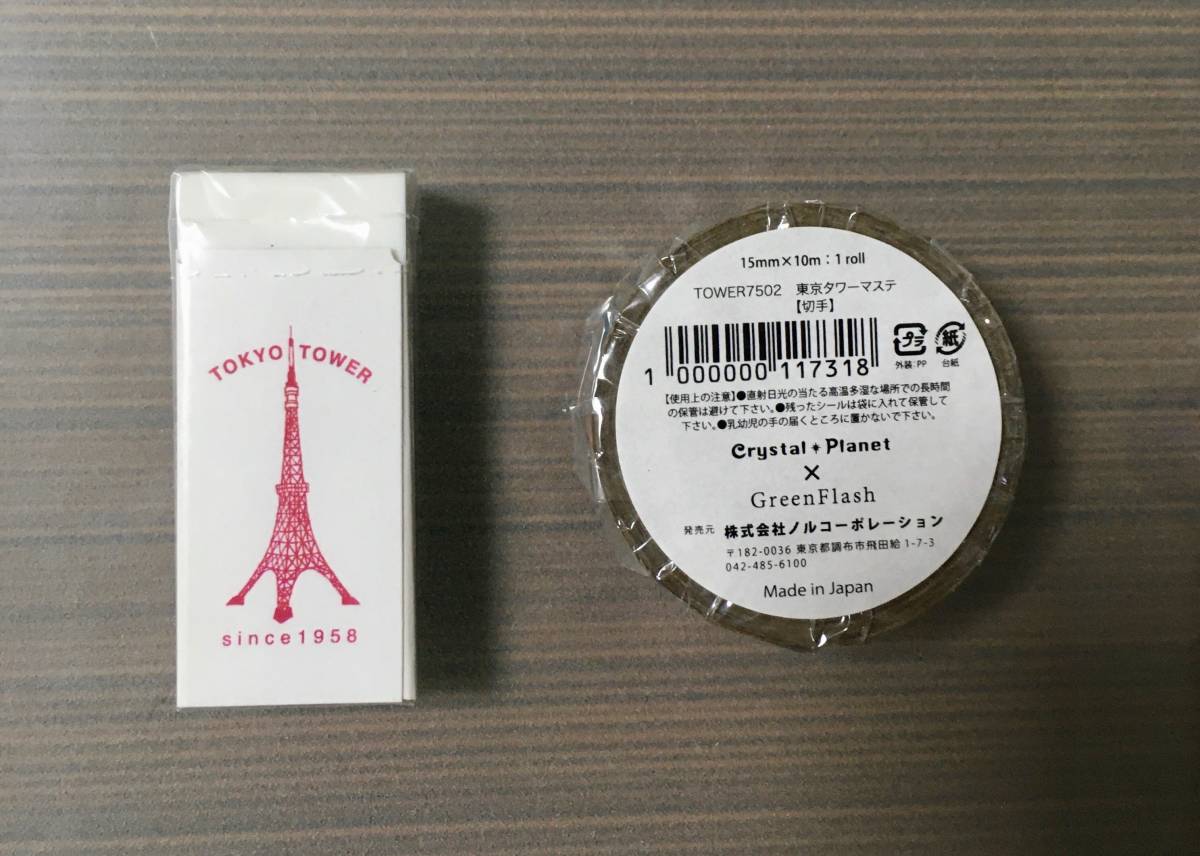 TOKYO TOWER
since1958
15mm×10m：1 roll
TOWER7502　東京タワーマステ
【切手】
1 000000 117318
プラ
紙
外装：PP
台紙
【使用上の注意】●直射日光の当たる高温多湿な場所での長時間
の保管は避けて下さい。●残ったシールは袋に入れて保管して
下さい。●乳幼児の手の届くところに置かないで下さい。
Crystal Planet
×
GreenFlash
発売元 株式会社ノルコーポレーション
〒182-0036 東京都調布市飛田給 1-7-3
042-485-6100
Made in Japan